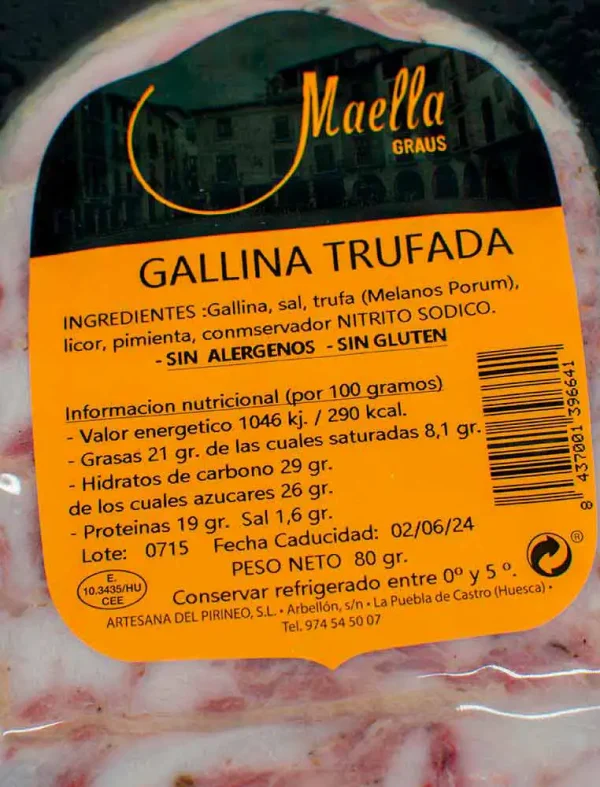 Maella
GRAUS
GALLINA TRUFADA
INGREDIENTES :Gallina, sal, trufa (Melanos Porum),
licor, pimienta, conmservador NITRITO SODICO.
- SIN ALERGENOS - SIN GLUTEN
Informacion nutricional (por 100 gramos)
- Valor energetico 1046 kj. / 290 kcal.
- Grasas 21 gr. de las cuales saturadas 8,1 gr.
- Hidratos de carbono 29 gr.
de los cuales azucares 26 gr.
- Proteinas 19 gr. Sal 1,6 gr.
Lote: 0715 Fecha Caducidad: 02/06/24
PESO NETO 80 gr.
Conservar refrigerado entre 0º y 5 º.
E.
10.3435/HU
CEE
ARTESANA DEL PIRINEO, S.L. • Arbellón, s/n • La Puebla de Castro (Huesca) •
Tel. 974 54 50 07
8 437001 396641
®